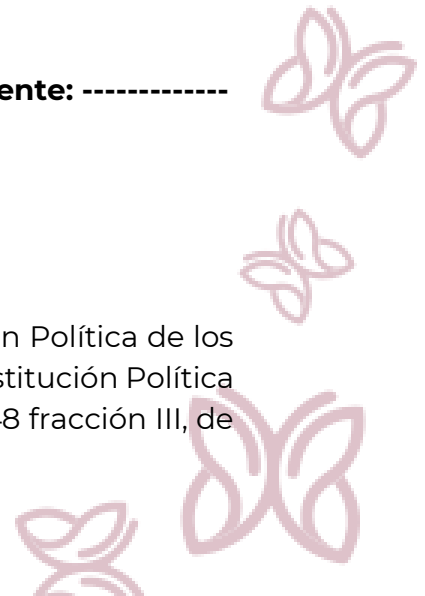 ente: -------------
n Política de los
stitución Política
8 fracción III, de